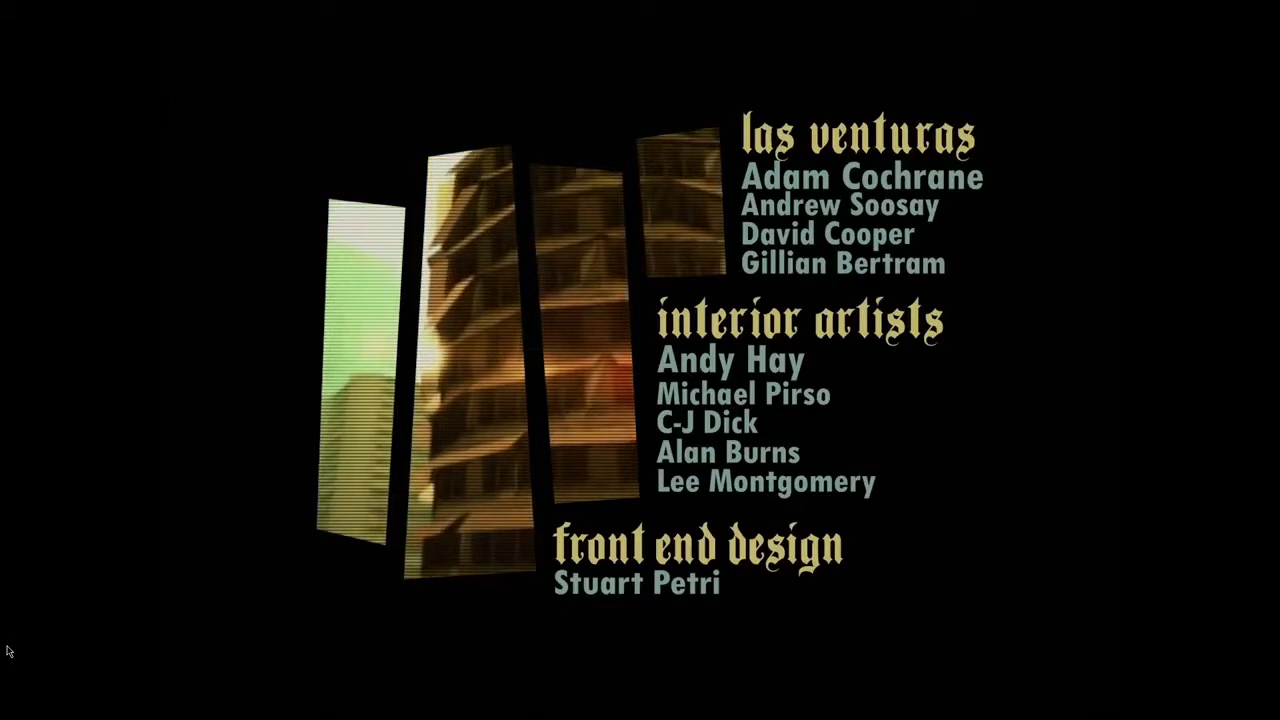 las venturas
Adam Cochrane
Andrew Soosay
David Cooper
Gillian Bertram
interior artists
Andy Hay
Michael Pirso
C-J Dick
Alan Burns
Lee Montgomery
front end design
Stuart Petri